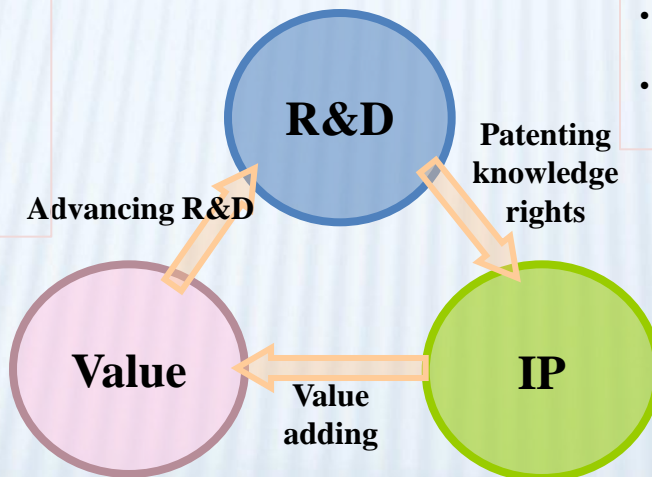 R&D
Patenting
knowledge
rights
Advancing R&D
Value
IP
Value
adding